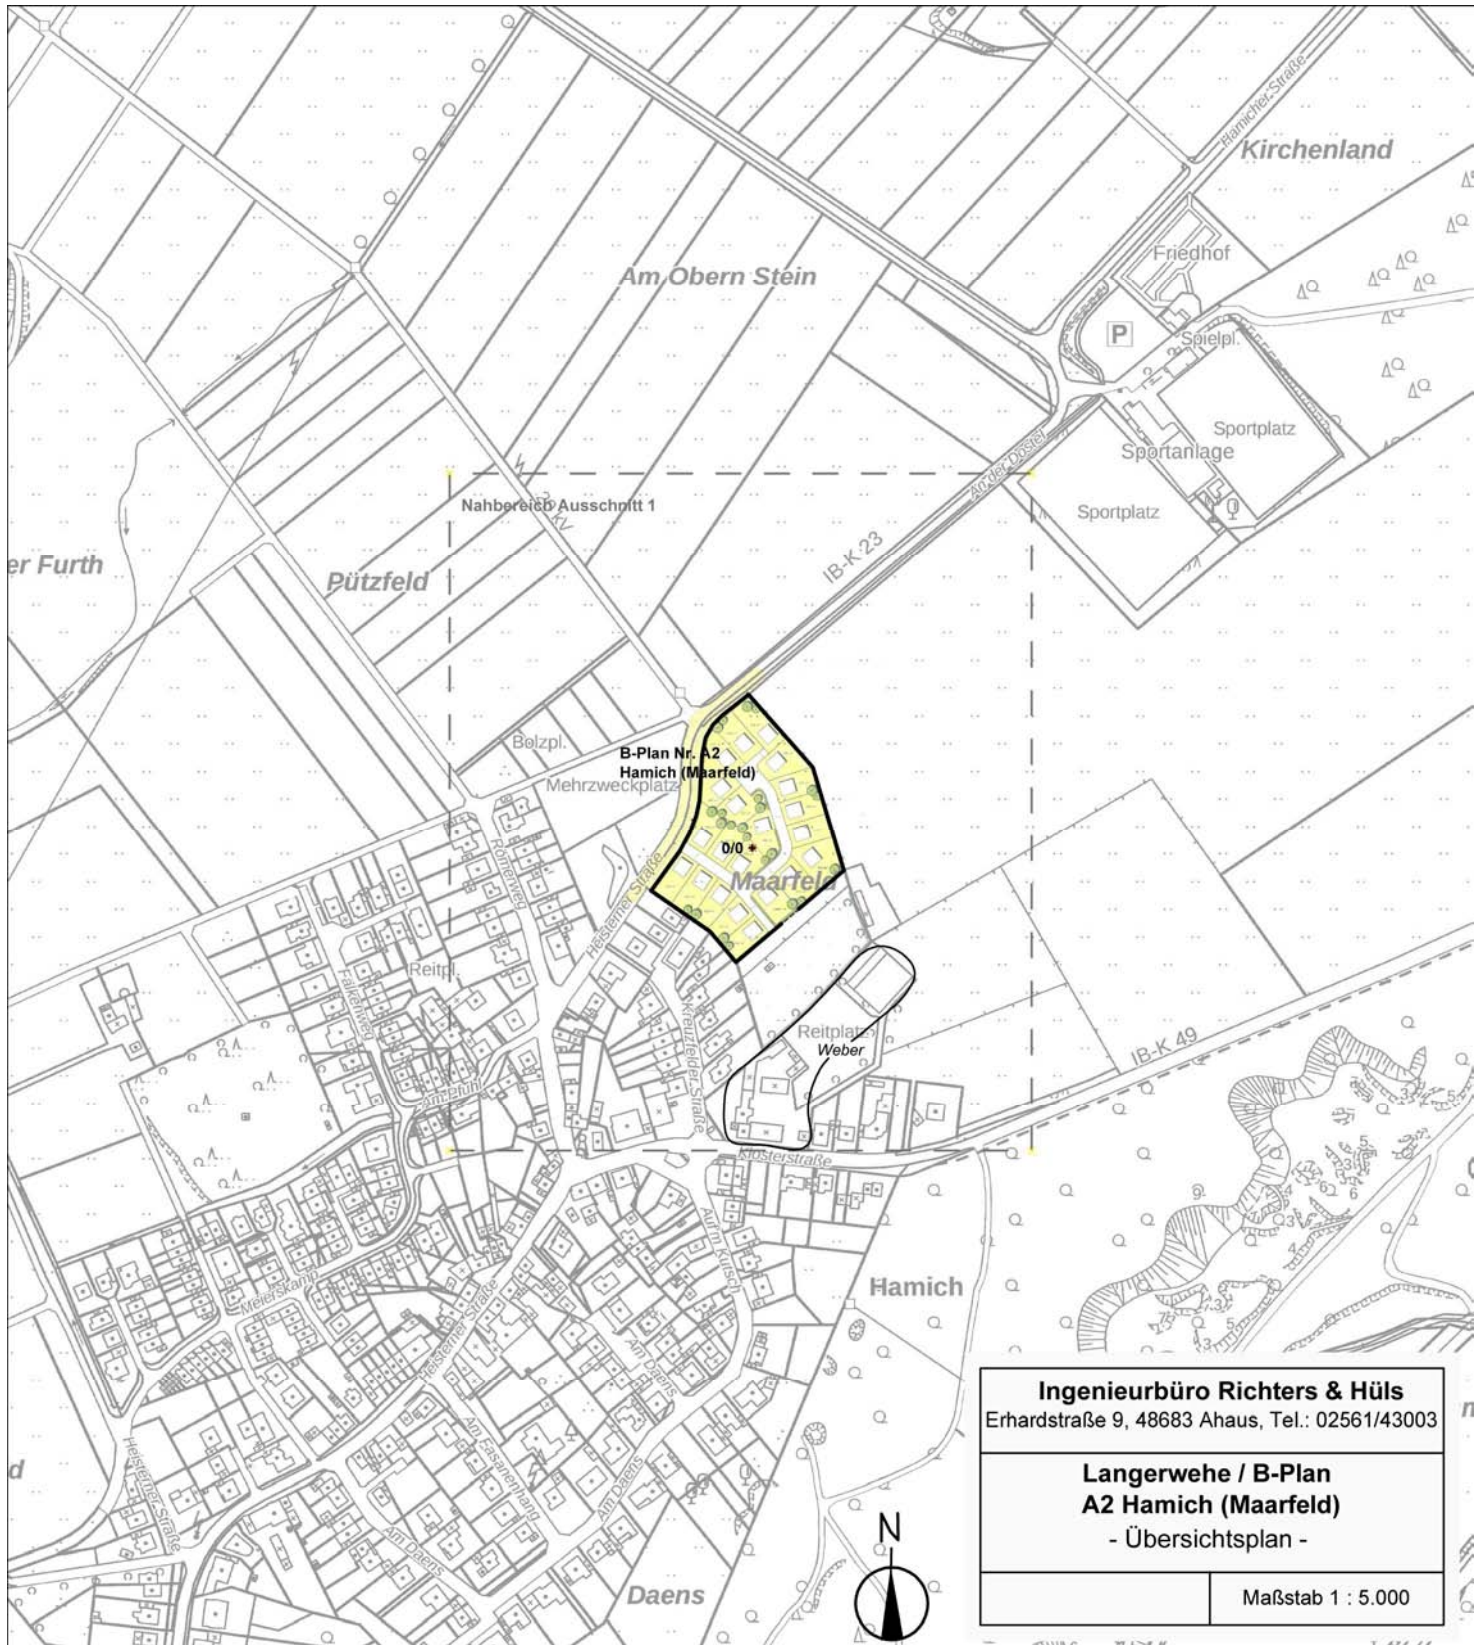 Hamicher Straße
Kirchenland
Friedhof
Am Obern Stein
P
Spielpl.
Sportplatz
An der Dostel
Sportanlage
Nahbereich Ausschnitt 1
Sportplatz
IB-K 23
er Furth
Pützfeld
Bolzpl.
B-Plan Nr. A2
Hamich (Maarfeld)
Mehrzweckplatz
Römerweg
0/0
Heisterner Straße
Maarfeld
Reitpl.
Falkenweg
Kreuzfelder Straße
Reitplatz
Weber
IB-K 49
Am Pfuhl
Klosterstraße
Auf'm Kutsch
Meierskamp
Hamich
Heisterner Straße
Am Daens
Ingenieurbüro Richters & Hüls
Erhardstraße 9, 48683 Ahaus, Tel.: 02561/43003
Am Fasanenhang
Heisterner Straße
d
Langerwehe / B-Plan
A2 Hamich (Maarfeld)
- Übersichtsplan -
Am Daens
Am Daens
N
Daens
Maßstab 1 : 5.000